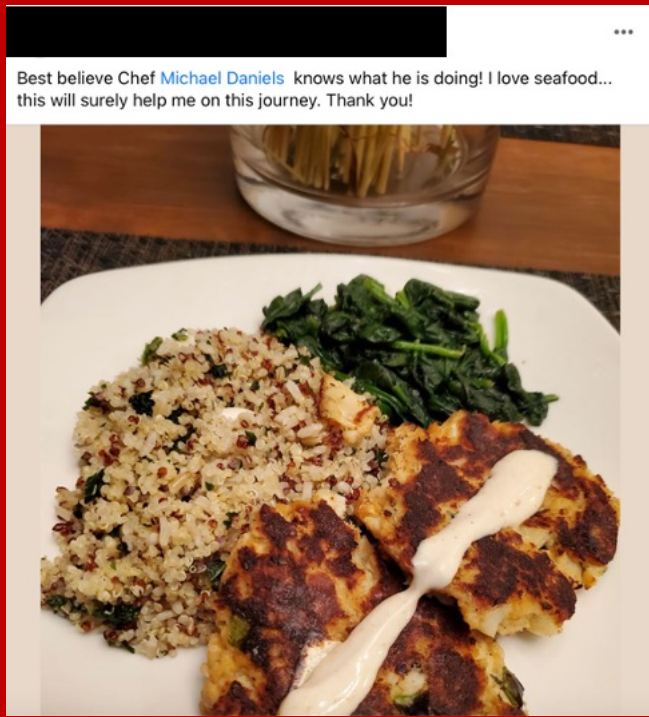 Best believe Chef Michael Daniels knows what he is doing! I love seafood...
this will surely help me on this journey. Thank you!